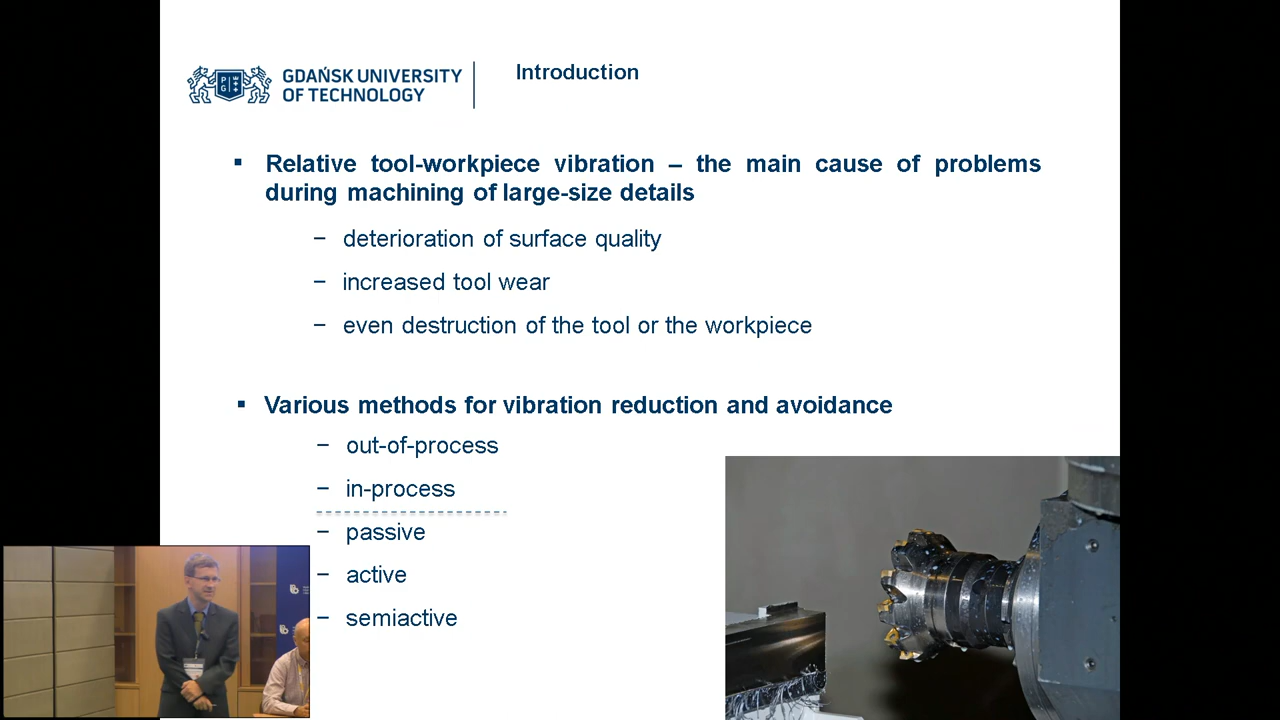 GDAŃSK UNIVERSITY
OF TECHNOLOGY
Introduction
▪ Relative tool-workpiece vibration – the main cause of problems
during machining of large-size details
− deterioration of surface quality
− increased tool wear
− even destruction of the tool or the workpiece
▪ Various methods for vibration reduction and avoidance
− out-of-process
− in-process
− passive
− active
− semiactive